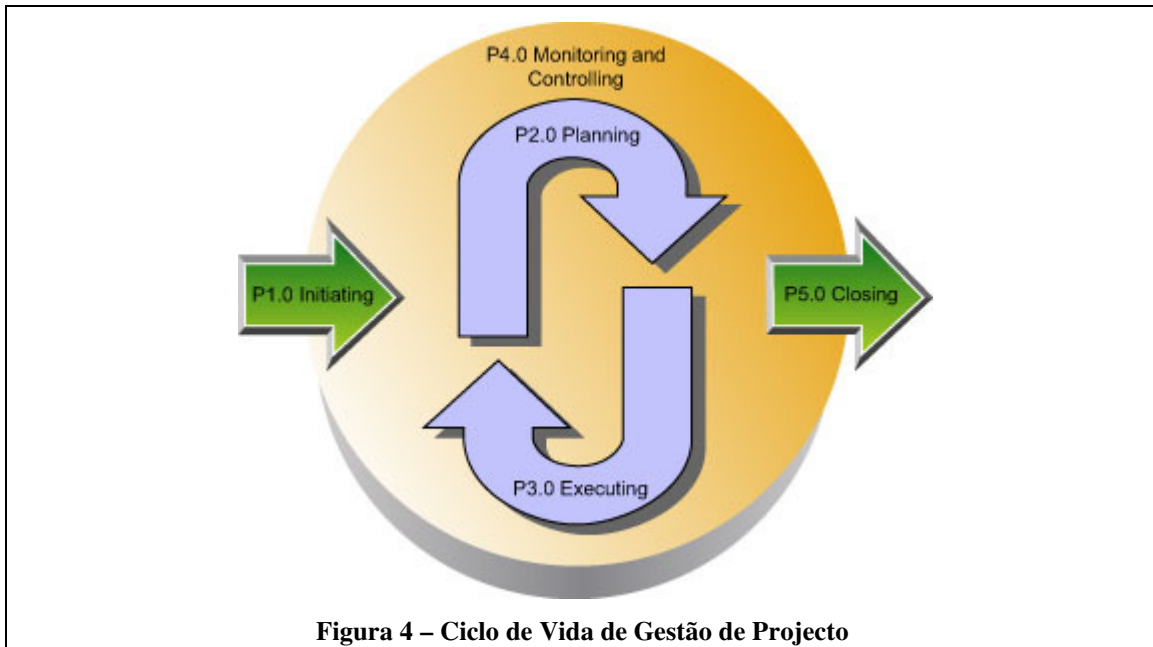 P4.0 Monitoring and
Controlling
P2.0 Planning
P1.0 Initiating
P5.0 Closing
P3.0 Executing
Figura 4 – Ciclo de Vida de Gestão de Projecto